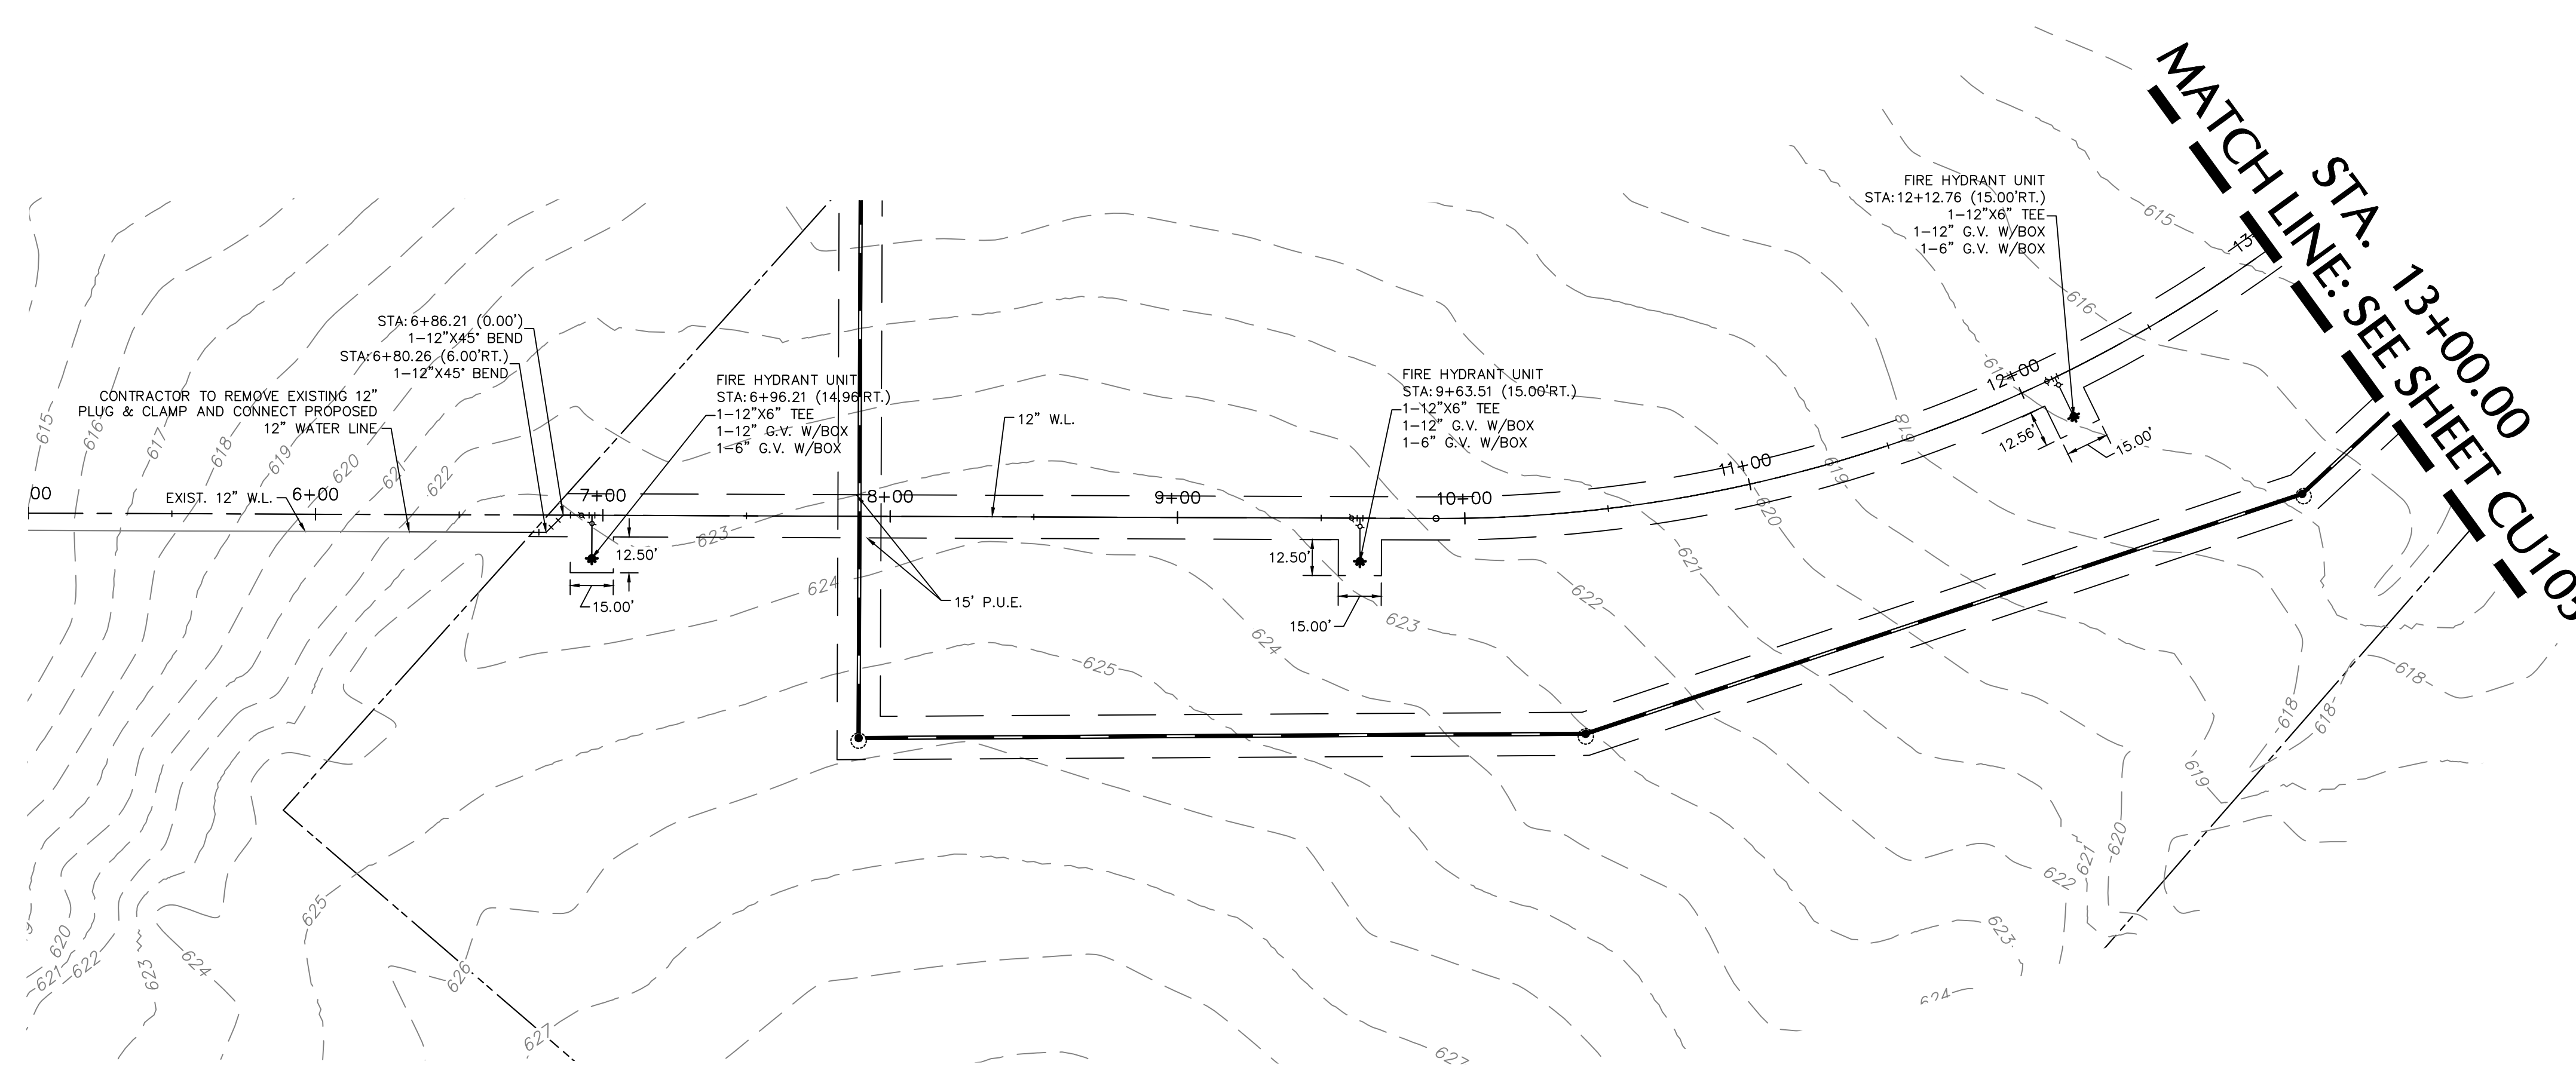 MATCH LINE: SEE SHEET CU105
STA. 13+00.00
FIRE HYDRANT UNIT
STA:12+12.76 (15.00'RT.)
1-12"X6" TEE
1-12" G.V. W/BOX
1-6" G.V. W/BOX
STA:6+86.21 (0.00')
1-12"X45° BEND
STA:6+80.26 (6.00'RT.)
1-12"X45° BEND
CONTRACTOR TO REMOVE EXISTING 12"
PLUG & CLAMP AND CONNECT PROPOSED
12" WATER LINE
FIRE HYDRANT UNIT
STA:6+96.21 (14.96'RT.)
1-12"X6" TEE
1-12" G.V. W/BOX
1-6" G.V. W/BOX
12" W.L.
FIRE HYDRANT UNIT
STA:9+63.51 (15.00'RT.)
1-12"X6" TEE
1-12" G.V. W/BOX
1-6" G.V. W/BOX
EXIST. 12" W.L.
00
6+00
7+00
8+00
9+00
10+00
11+00
12+00
13
12.50'
15.00'
15' P.U.E.
12.50'
15.00'
12.56'
15.00'
615
616
617
618
619
620
621
622
623
624
625
624
623
622
621
620
619
618
616
615
618
618
618
619
620
621
622
623
624
625
626
627
627
620
621
622
623
624